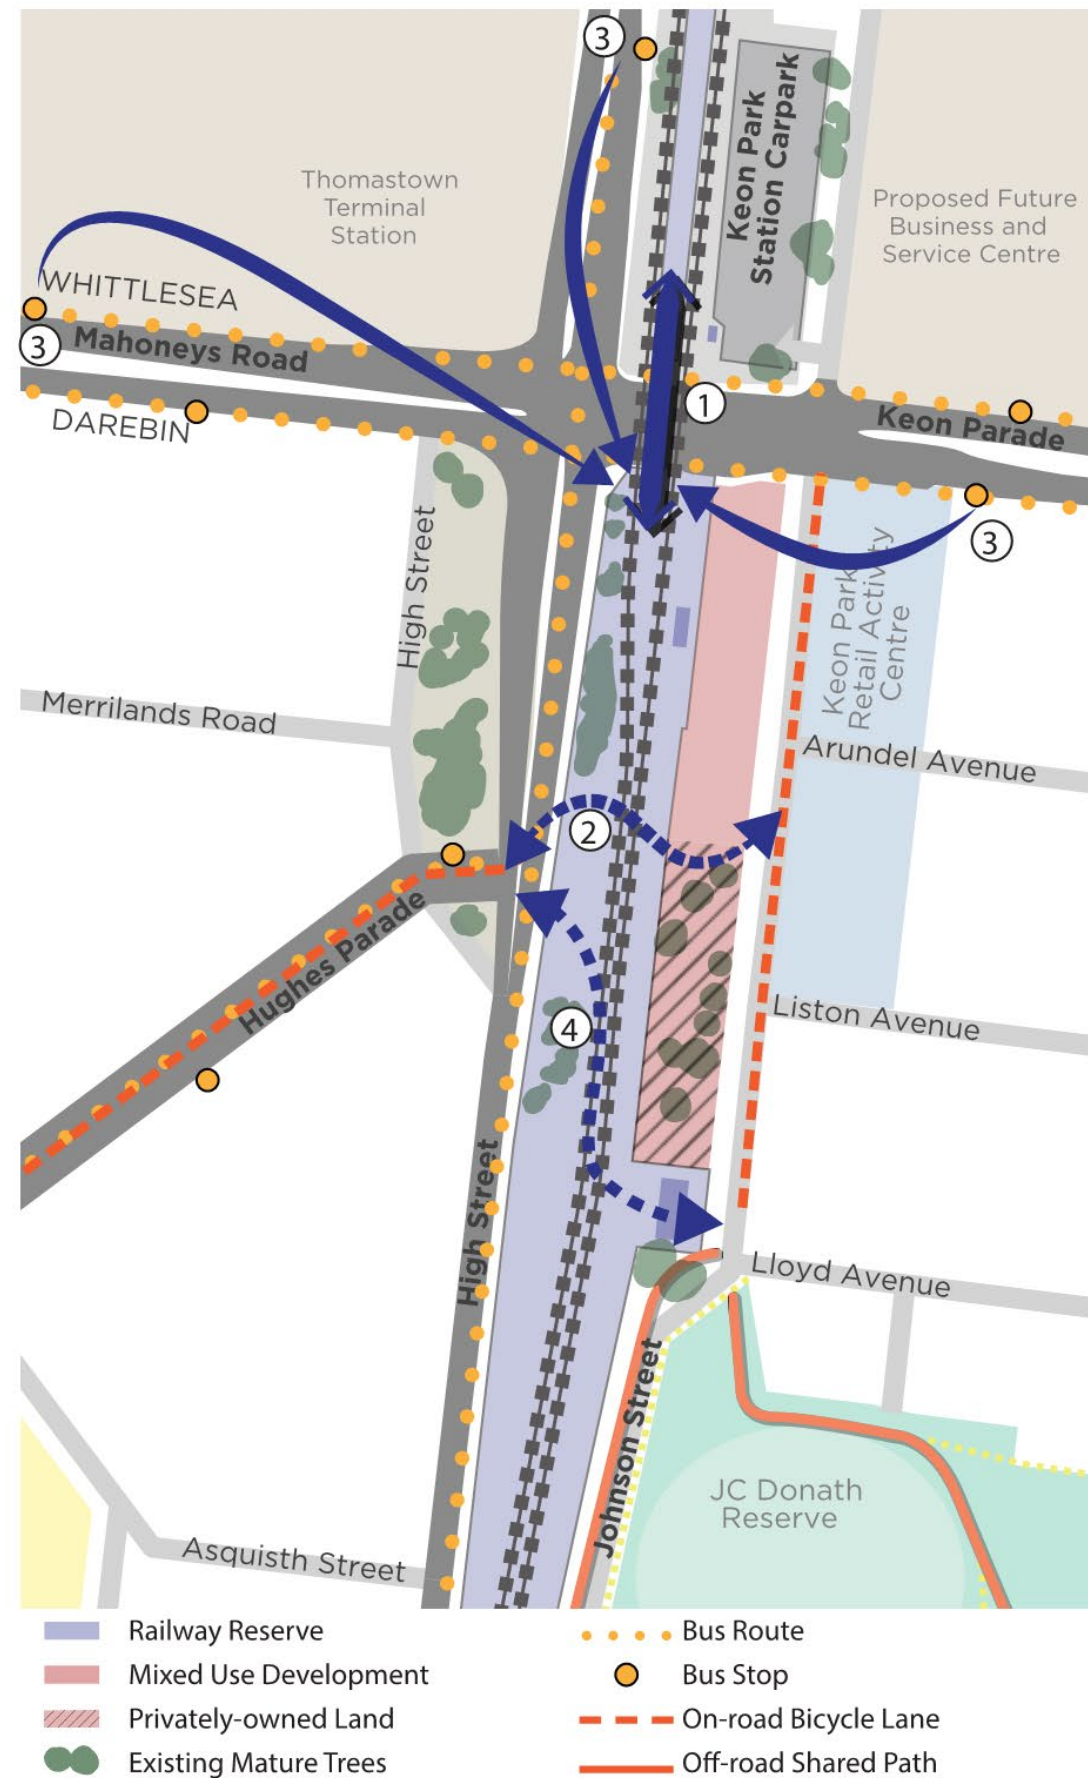 3
Keon Park
Station Carpark
Thomastown
Terminal
Station
Proposed Future
Business and
Service Centre
WHITTLESEA
3
Mahoneys Road
DAREBIN
1
Keon Parade
3
High Street
Keon Park
Retail Activity
Centre
Merrilands Road
Arundel Avenue
2
Hughes Parade
Liston Avenue
4
High Street
Lloyd Avenue
Johnson Street
JC Donath
Reserve
Asquisth Street
Railway Reserve
Mixed Use Development
Privately-owned Land
Existing Mature Trees
Bus Route
Bus Stop
On-road Bicycle Lane
Off-road Shared Path